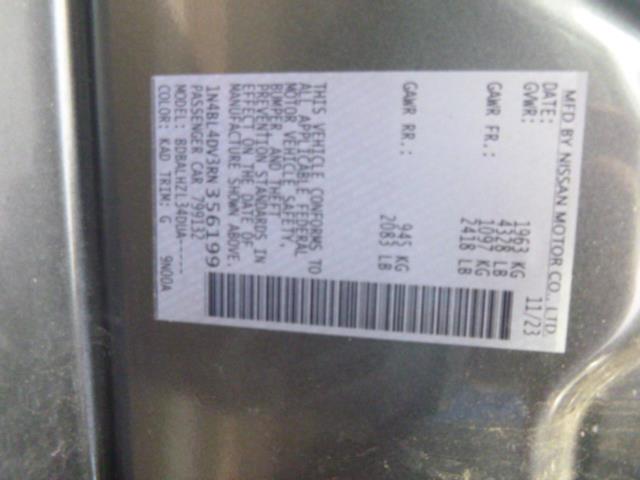 MFD BY NISSAN MOTOR CO., LTD.
DATE: 11/23
GVWR: 1963 KG
4328 LB
GAWR FR.: 1097 KG
2418 LB
GAWR RR.: 945 KG
2083 LB
THIS VEHICLE CONFORMS TO
ALL APPLICABLE FEDERAL
MOTOR VEHICLE SAFETY,
BUMPER, AND THEFT
PREVENTION STANDARDS IN
EFFECT ON THE DATE OF
MANUFACTURE SHOWN ABOVE.
1N4BL4DV3RN356199
PASSENGER CAR 799132
MODEL: BDBALHZL34DUA-----
COLOR: KAD TRIM: G 9N00A